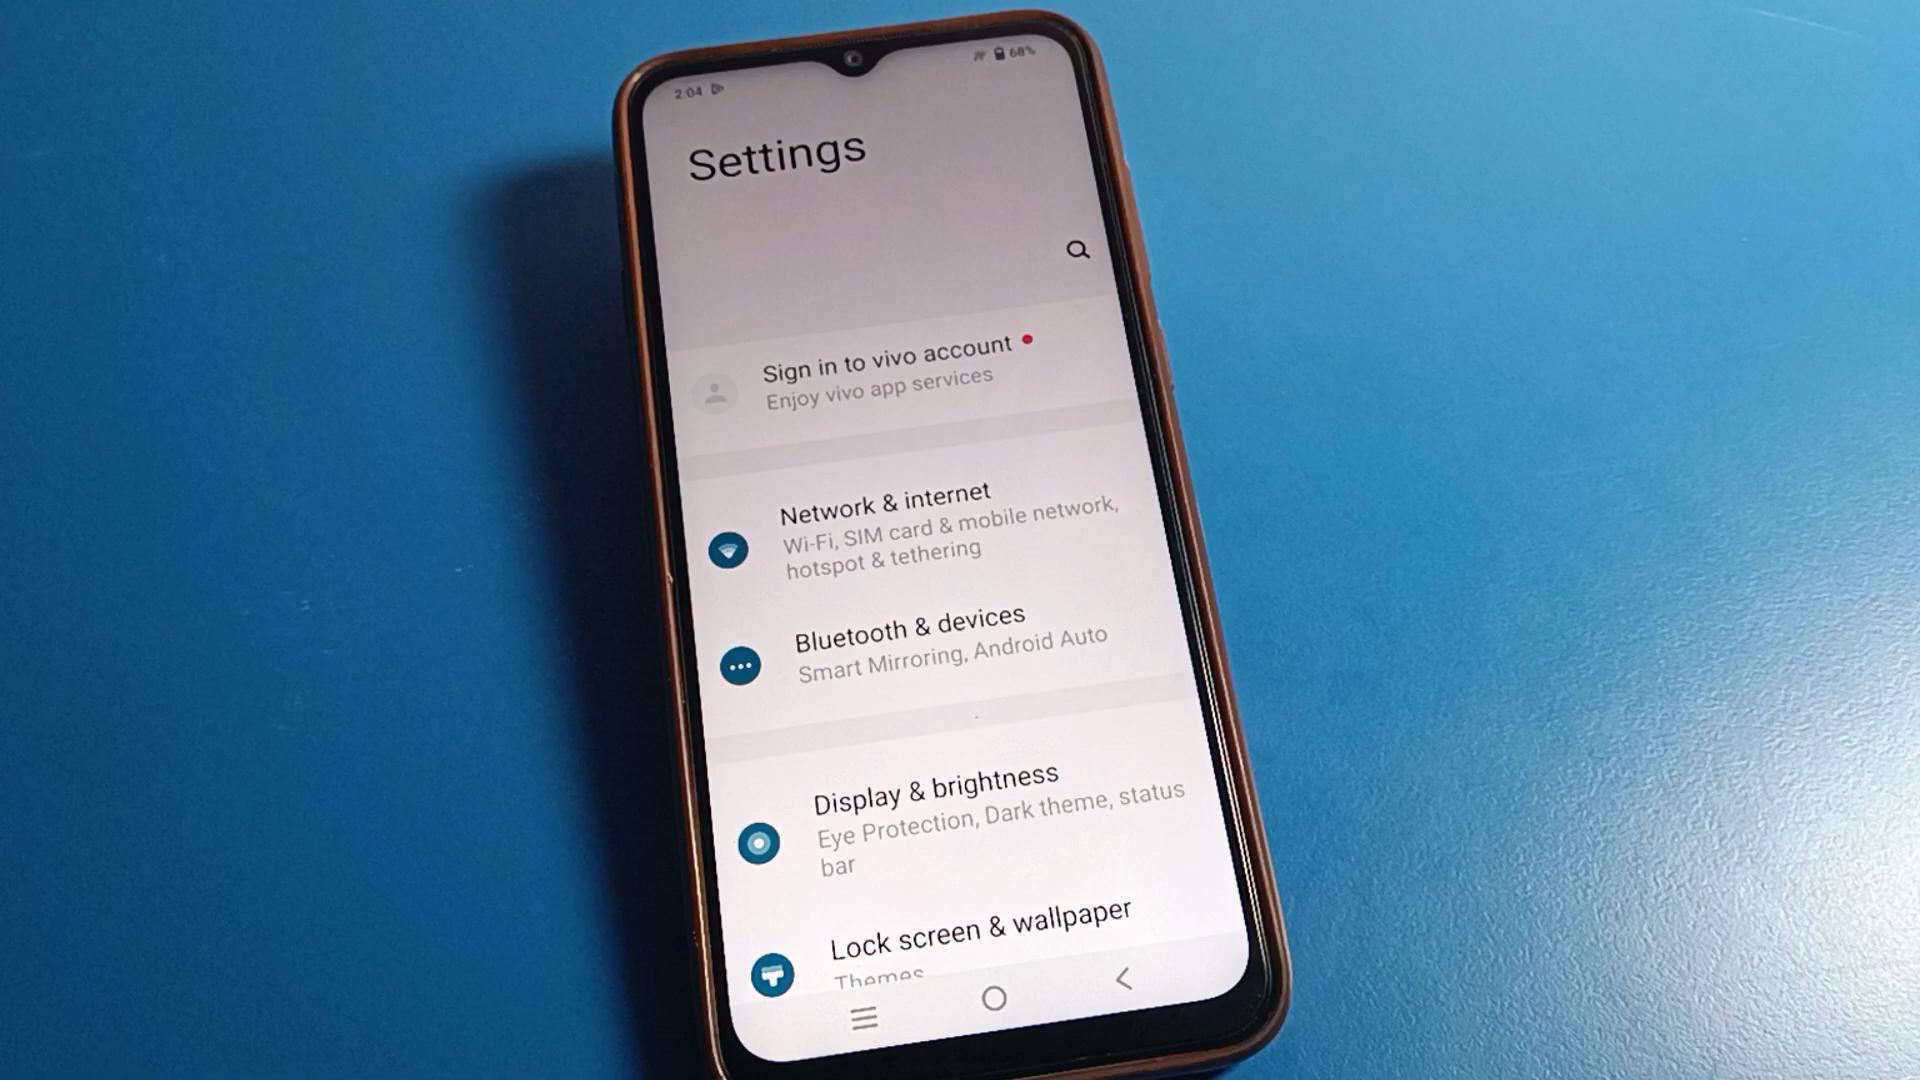 2:04
68%
Settings
Sign in to vivo account
Enjoy vivo app services
Network & internet
Wi-Fi, SIM card & mobile network,
hotspot & tethering
Bluetooth & devices
Smart Mirroring, Android Auto
Display & brightness
Eye Protection, Dark theme, status
bar
Lock screen & wallpaper
Themes